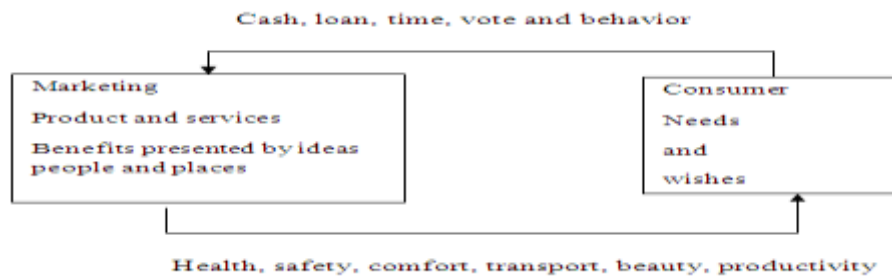 Cash, loan, time, vote and behavior
Marketing
Product and services
Benefits presented by ideas
people and places
Consumer
Needs
and
wishes
Health, safety, comfort, transport, beauty, productivity